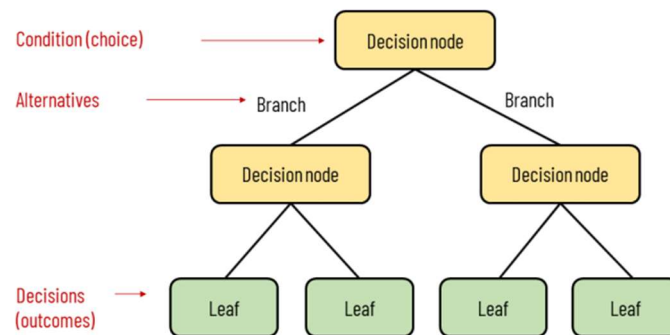 Condition (choice)
Decision node
Alternatives
Branch
Branch
Decision node
Decision node
Decisions
(outcomes)
Leaf
Leaf
Leaf
Leaf